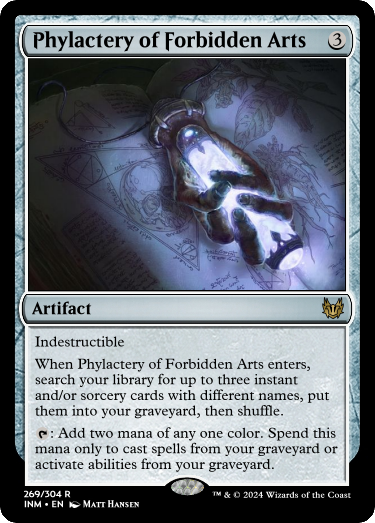 Phylactery of Forbidden Arts 3
Artifact
Indestructible
When Phylactery of Forbidden Arts enters,
search your library for up to three instant
and/or sorcery cards with different names, put
them into your graveyard, then shuffle.
: Add two mana of any one color. Spend this
mana only to cast spells from your graveyard or
activate abilities from your graveyard.
269/304 R
INM • EN Matt Hansen
™ & © 2024 Wizards of the Coast